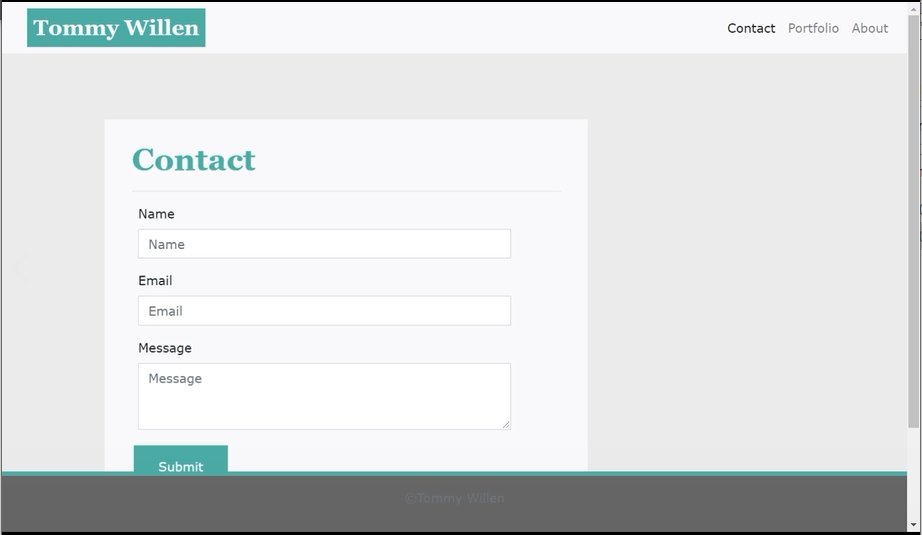 Tommy Willen
Contact Portfolio About
Contact
Name
Name
Email
Email
Message
Message
Submit
©Tommy Willen